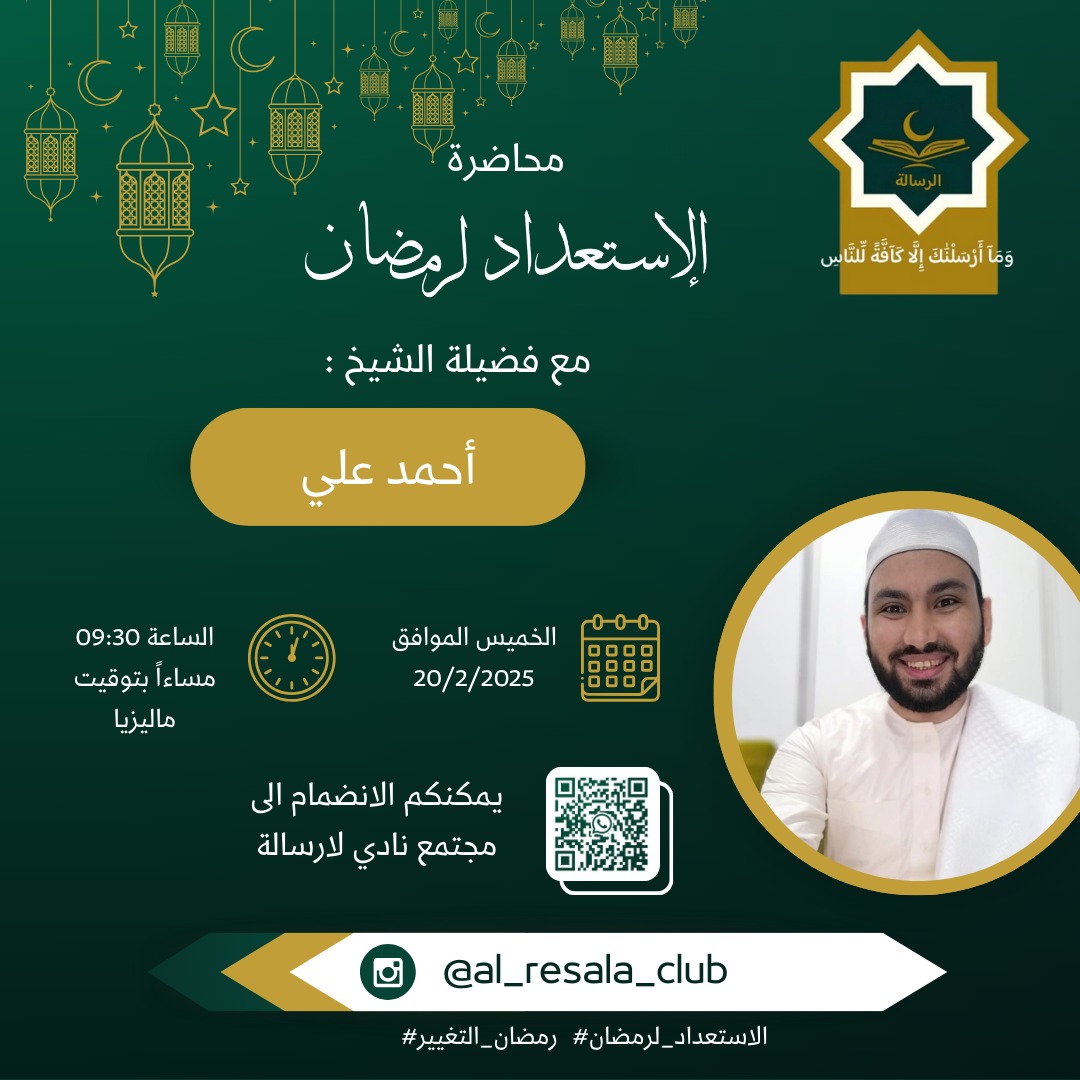 الرسالة
وَمَآ أَرْسَلْنَٰكَ إِلَّا كَآفَّةً لِّلنَّاسِ
محاضرة
الإستعداد لرمضان
مع فضيلة الشيخ :
أحمد علي
الخميس الموافق
20/2/2025
الساعة 09:30
مساءاً بتوقيت
ماليزيا
يمكنكم الانضمام الى
مجتمع نادي لارسالة
@al_resala_club
#الاستعداد_لرمضان #رمضان_التغيير